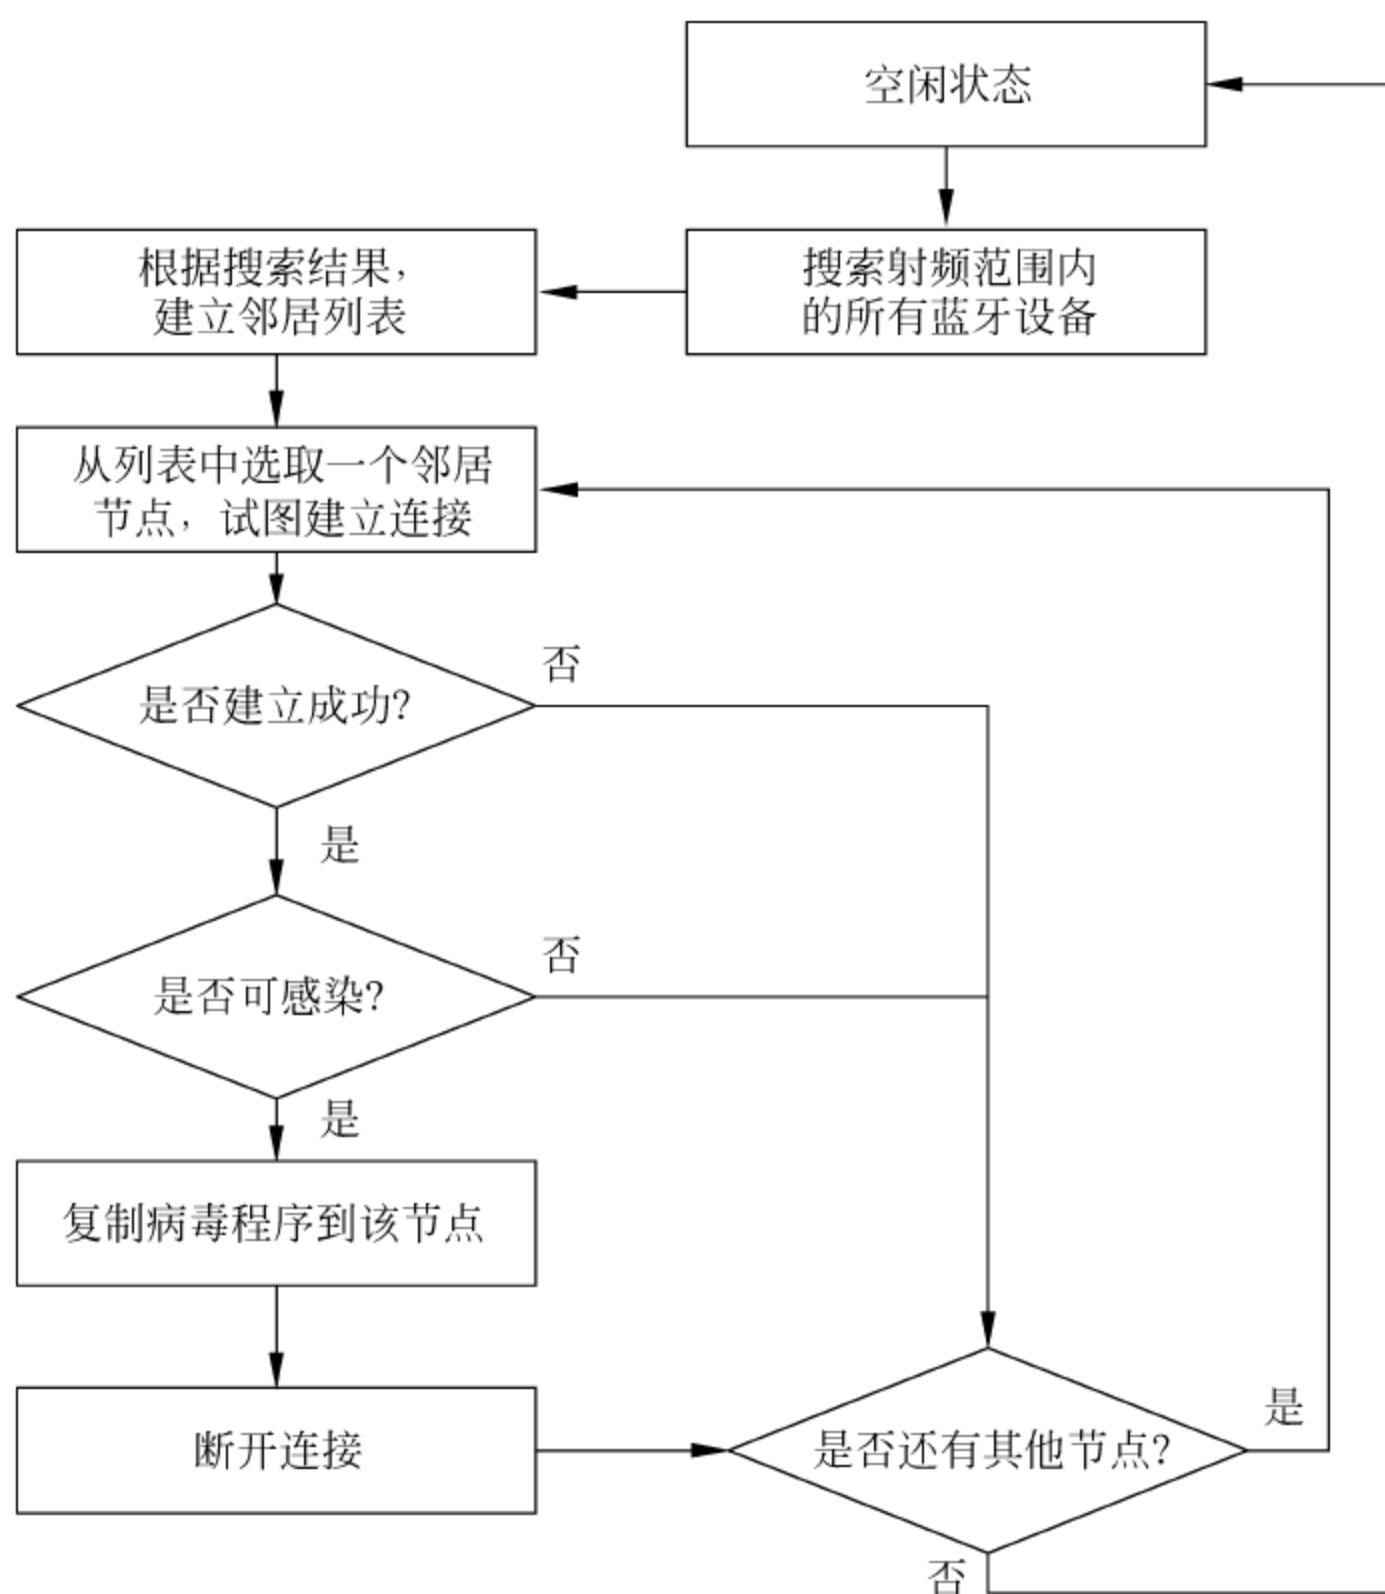 空闲状态
搜索射频范围内
的所有蓝牙设备
根据搜索结果，
建立邻居列表
从列表中选取一个邻居
节点，试图建立连接
是否建立成功?
否
是
是否可感染?
否
是
复制病毒程序到该节点
断开连接
是否还有其他节点?
是
否